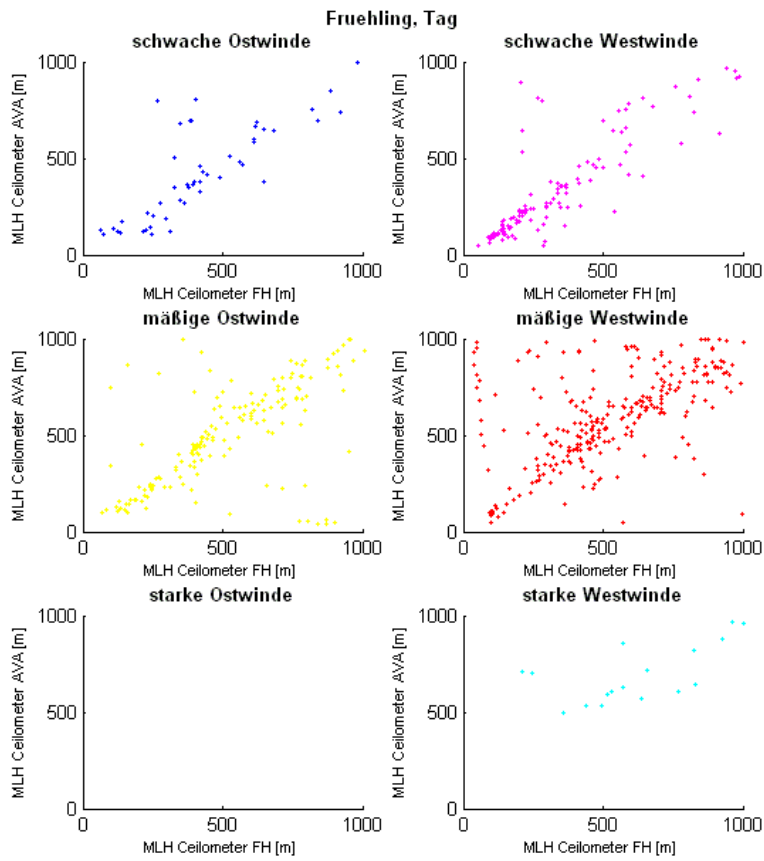 Fruehling, Tag
schwache Ostwinde
1000
500
0
0
500
1000
MLH Ceilometer AVA [m]
MLH Ceilometer FH [m]
schwache Westwinde
1000
500
0
0
500
1000
MLH Ceilometer AVA [m]
MLH Ceilometer FH [m]
mäßige Ostwinde
1000
500
0
0
500
1000
MLH Ceilometer AVA [m]
MLH Ceilometer FH [m]
mäßige Westwinde
1000
500
0
0
500
1000
MLH Ceilometer AVA [m]
MLH Ceilometer FH [m]
starke Ostwinde
1000
500
0
0
500
1000
MLH Ceilometer AVA [m]
MLH Ceilometer FH [m]
starke Westwinde
1000
500
0
0
500
1000
MLH Ceilometer AVA [m]
MLH Ceilometer FH [m]